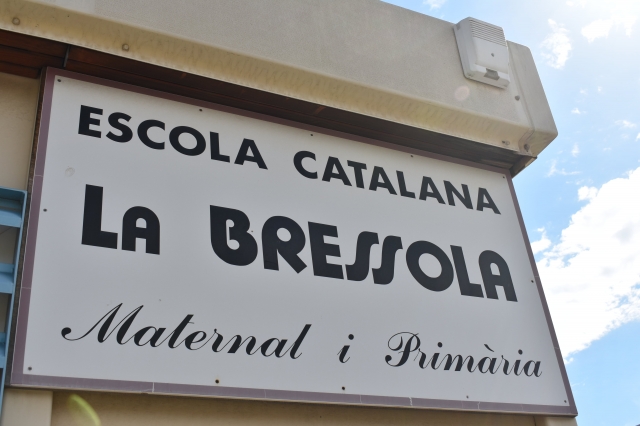 ESCOLA CATALANA
LA BRESSOLA
Maternal i Primària